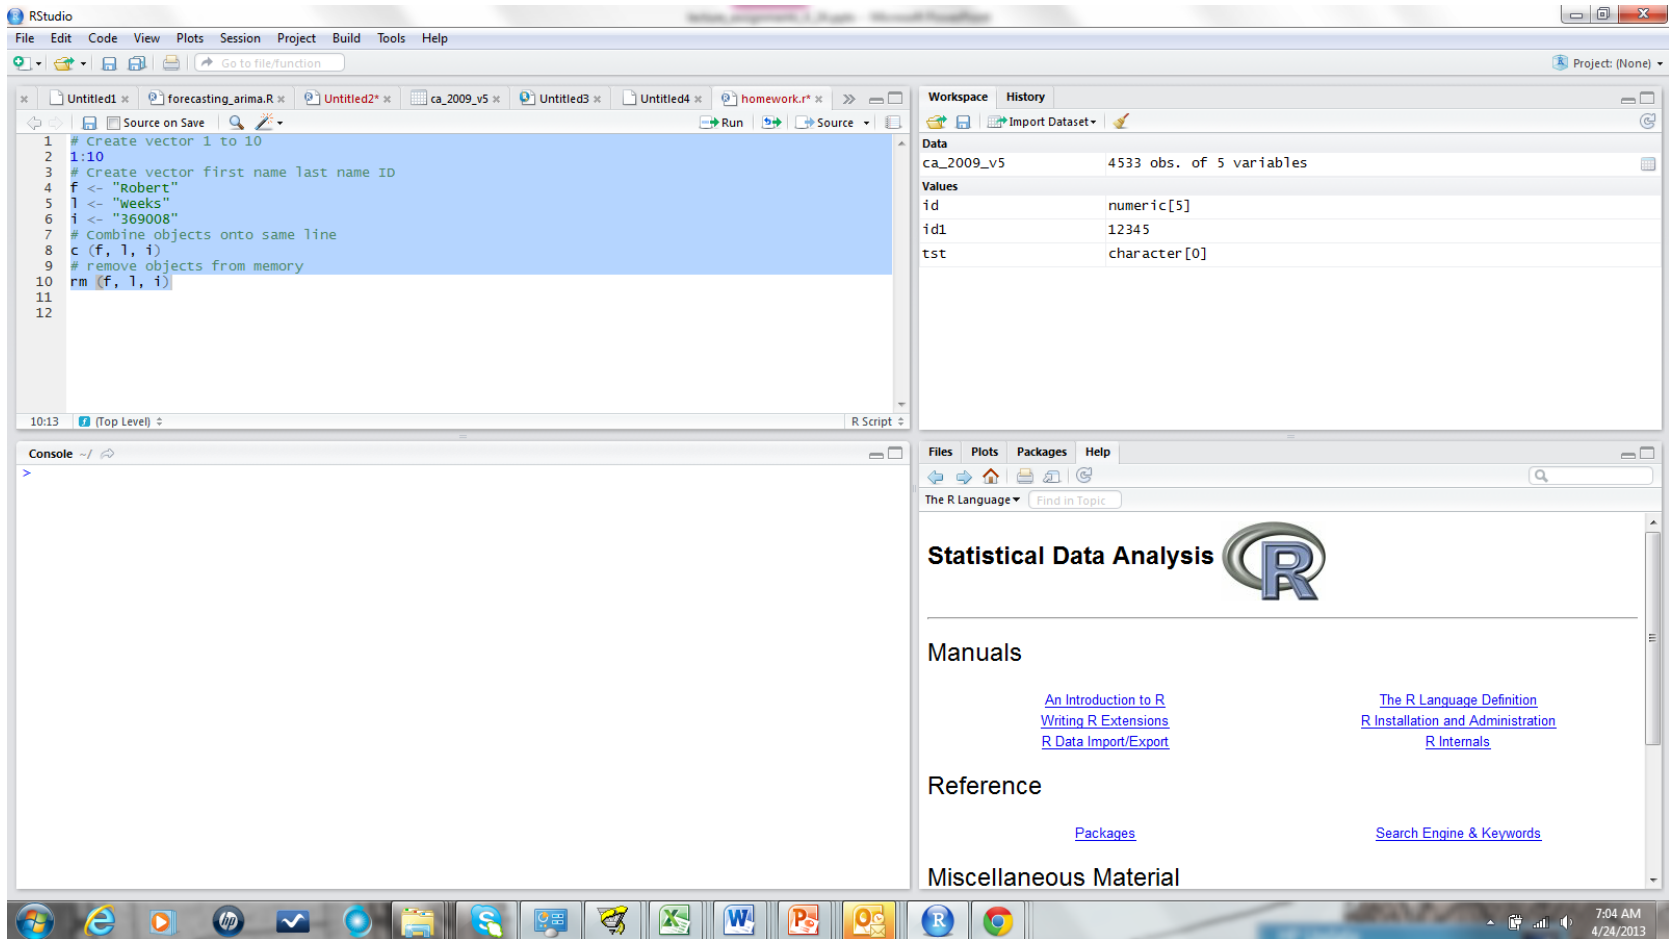 RStudio
File Edit Code View Plots Session Project Build Tools Help
Go to file/function
Project: (None)
Untitled1 forecasting_arima.R Untitled2* ca_2009_v5 Untitled3 Untitled4 homework.r*
Source on Save Run Source
1 # Create vector 1 to 10
2 1:10
3 # Create vector first name last name ID
4 f <- "Robert"
5 l <- "Weeks"
6 i <- "369008"
7 # Combine objects onto same line
8 c (f, l, i)
9 # remove objects from memory
10 rm (f, l, i)
11
12
10:13 (Top Level) R Script
Console ~/
>
Workspace History
Import Dataset
Data
ca_2009_v5 4533 obs. of 5 variables
Values
id numeric[5]
id1 12345
tst character[0]
Files Plots Packages Help
The R Language Find in Topic
Statistical Data Analysis R
Manuals
An Introduction to R The R Language Definition
Writing R Extensions R Installation and Administration
R Data Import/Export R Internals
Reference
Packages Search Engine & Keywords
Miscellaneous Material
7:04 AM
4/24/2013